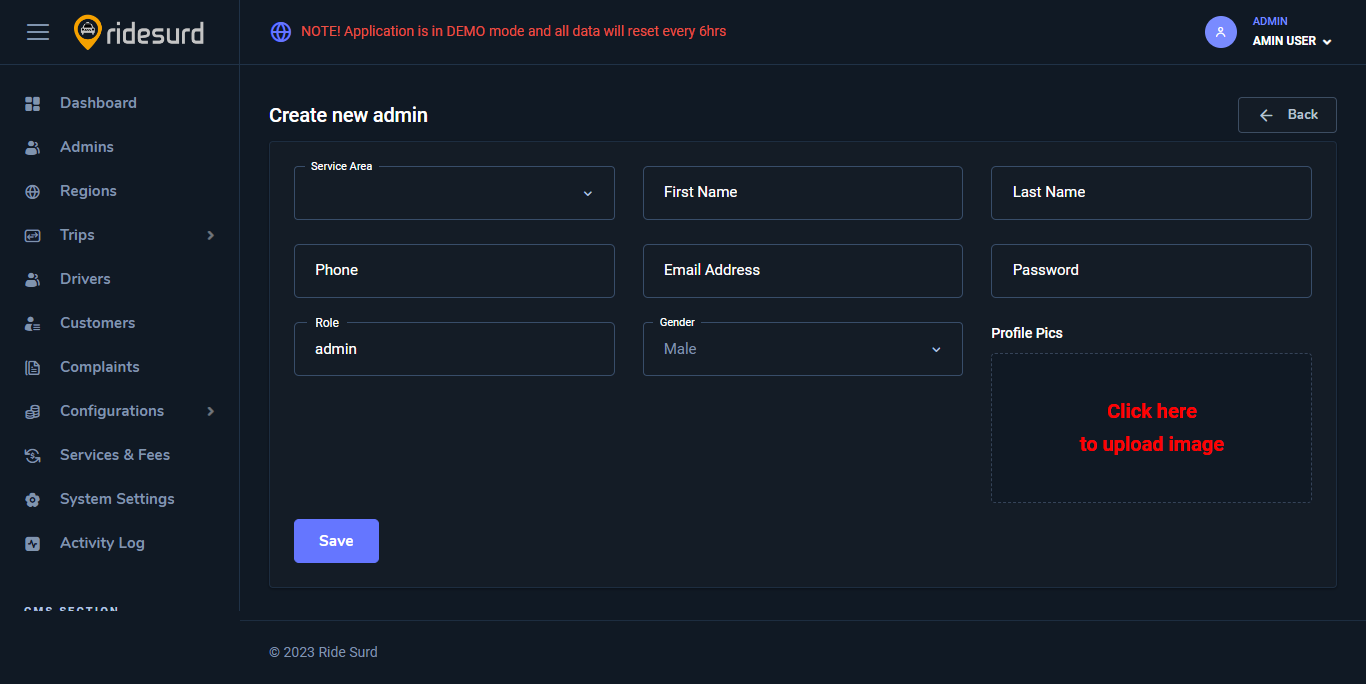 ridesurd
NOTE! Application is in DEMO mode and all data will reset every 6hrs
ADMIN
AMIN USER
Dashboard
Admins
Regions
Trips
Drivers
Customers
Complaints
Configurations
Services & Fees
System Settings
Activity Log
CMS SECTION
Create new admin
Back
Service Area
First Name
Last Name
Phone
Email Address
Password
Role
admin
Gender
Male
Profile Pics
Click here
to upload image
Save
© 2023 Ride Surd